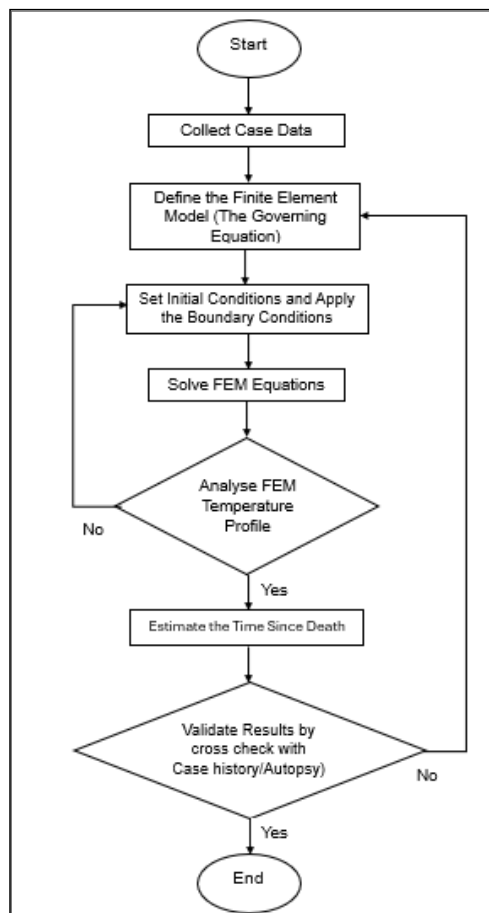 Start
Collect Case Data
Define the Finite Element
Model (The Governing
Equation)
Set Initial Conditions and Apply
the Boundary Conditions
Solve FEM Equations
Analyse FEM
Temperature
Profile
No
Yes
Estimate the Time Since Death
Validate Results by
cross check with
Case history/Autopsy)
No
Yes
End